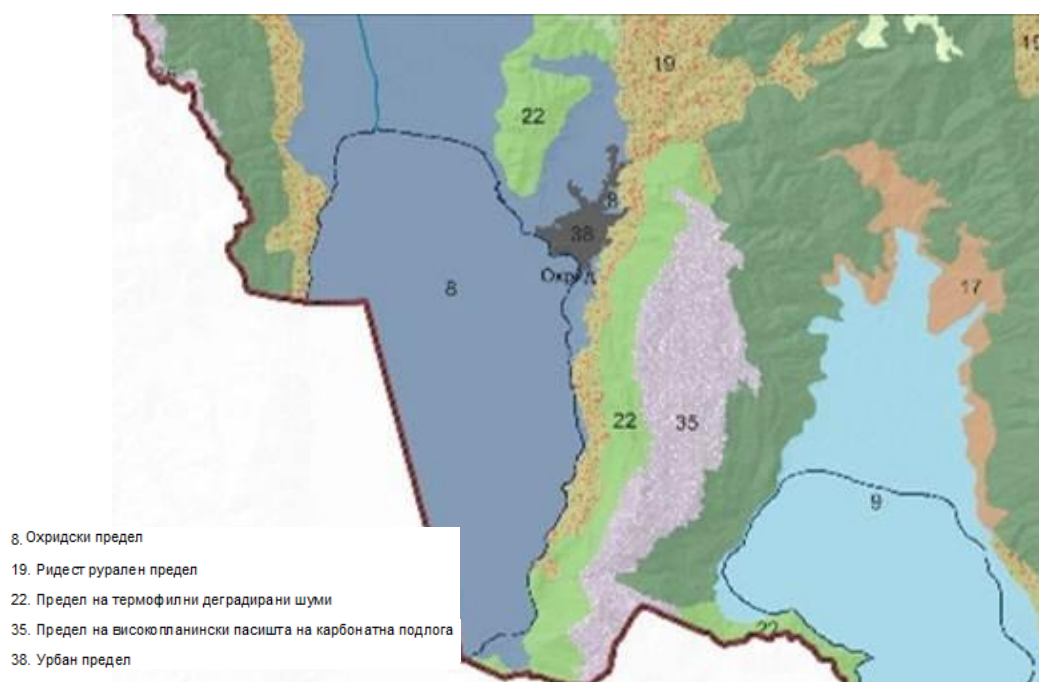 19
19
22
8
38
Охрид
8
17
22
35
9
22
8. Охридски предел
19. Ридест рурален предел
22. Предел на термофилни деградирани шуми
35. Предел на високопланински пасишта на карбонатна подлога
38. Урбан предел